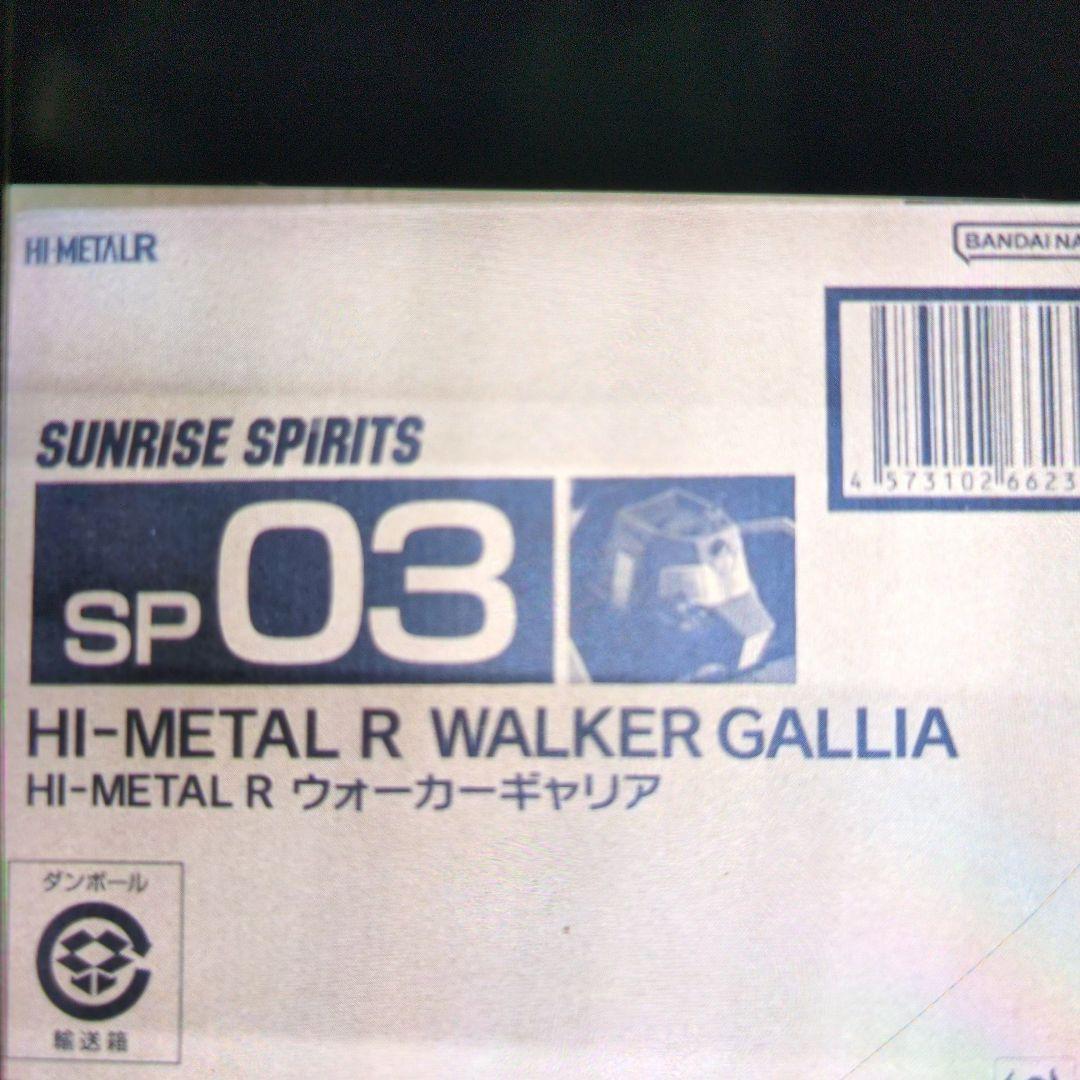 HI-METAL R
BANDAI NA
4 573102 6623
SUNRISE SPIRITS
SP 03
HI-METAL R WALKER GALLIA
HI-METAL R ウォーカーギャリア
ダンボール
輸送箱